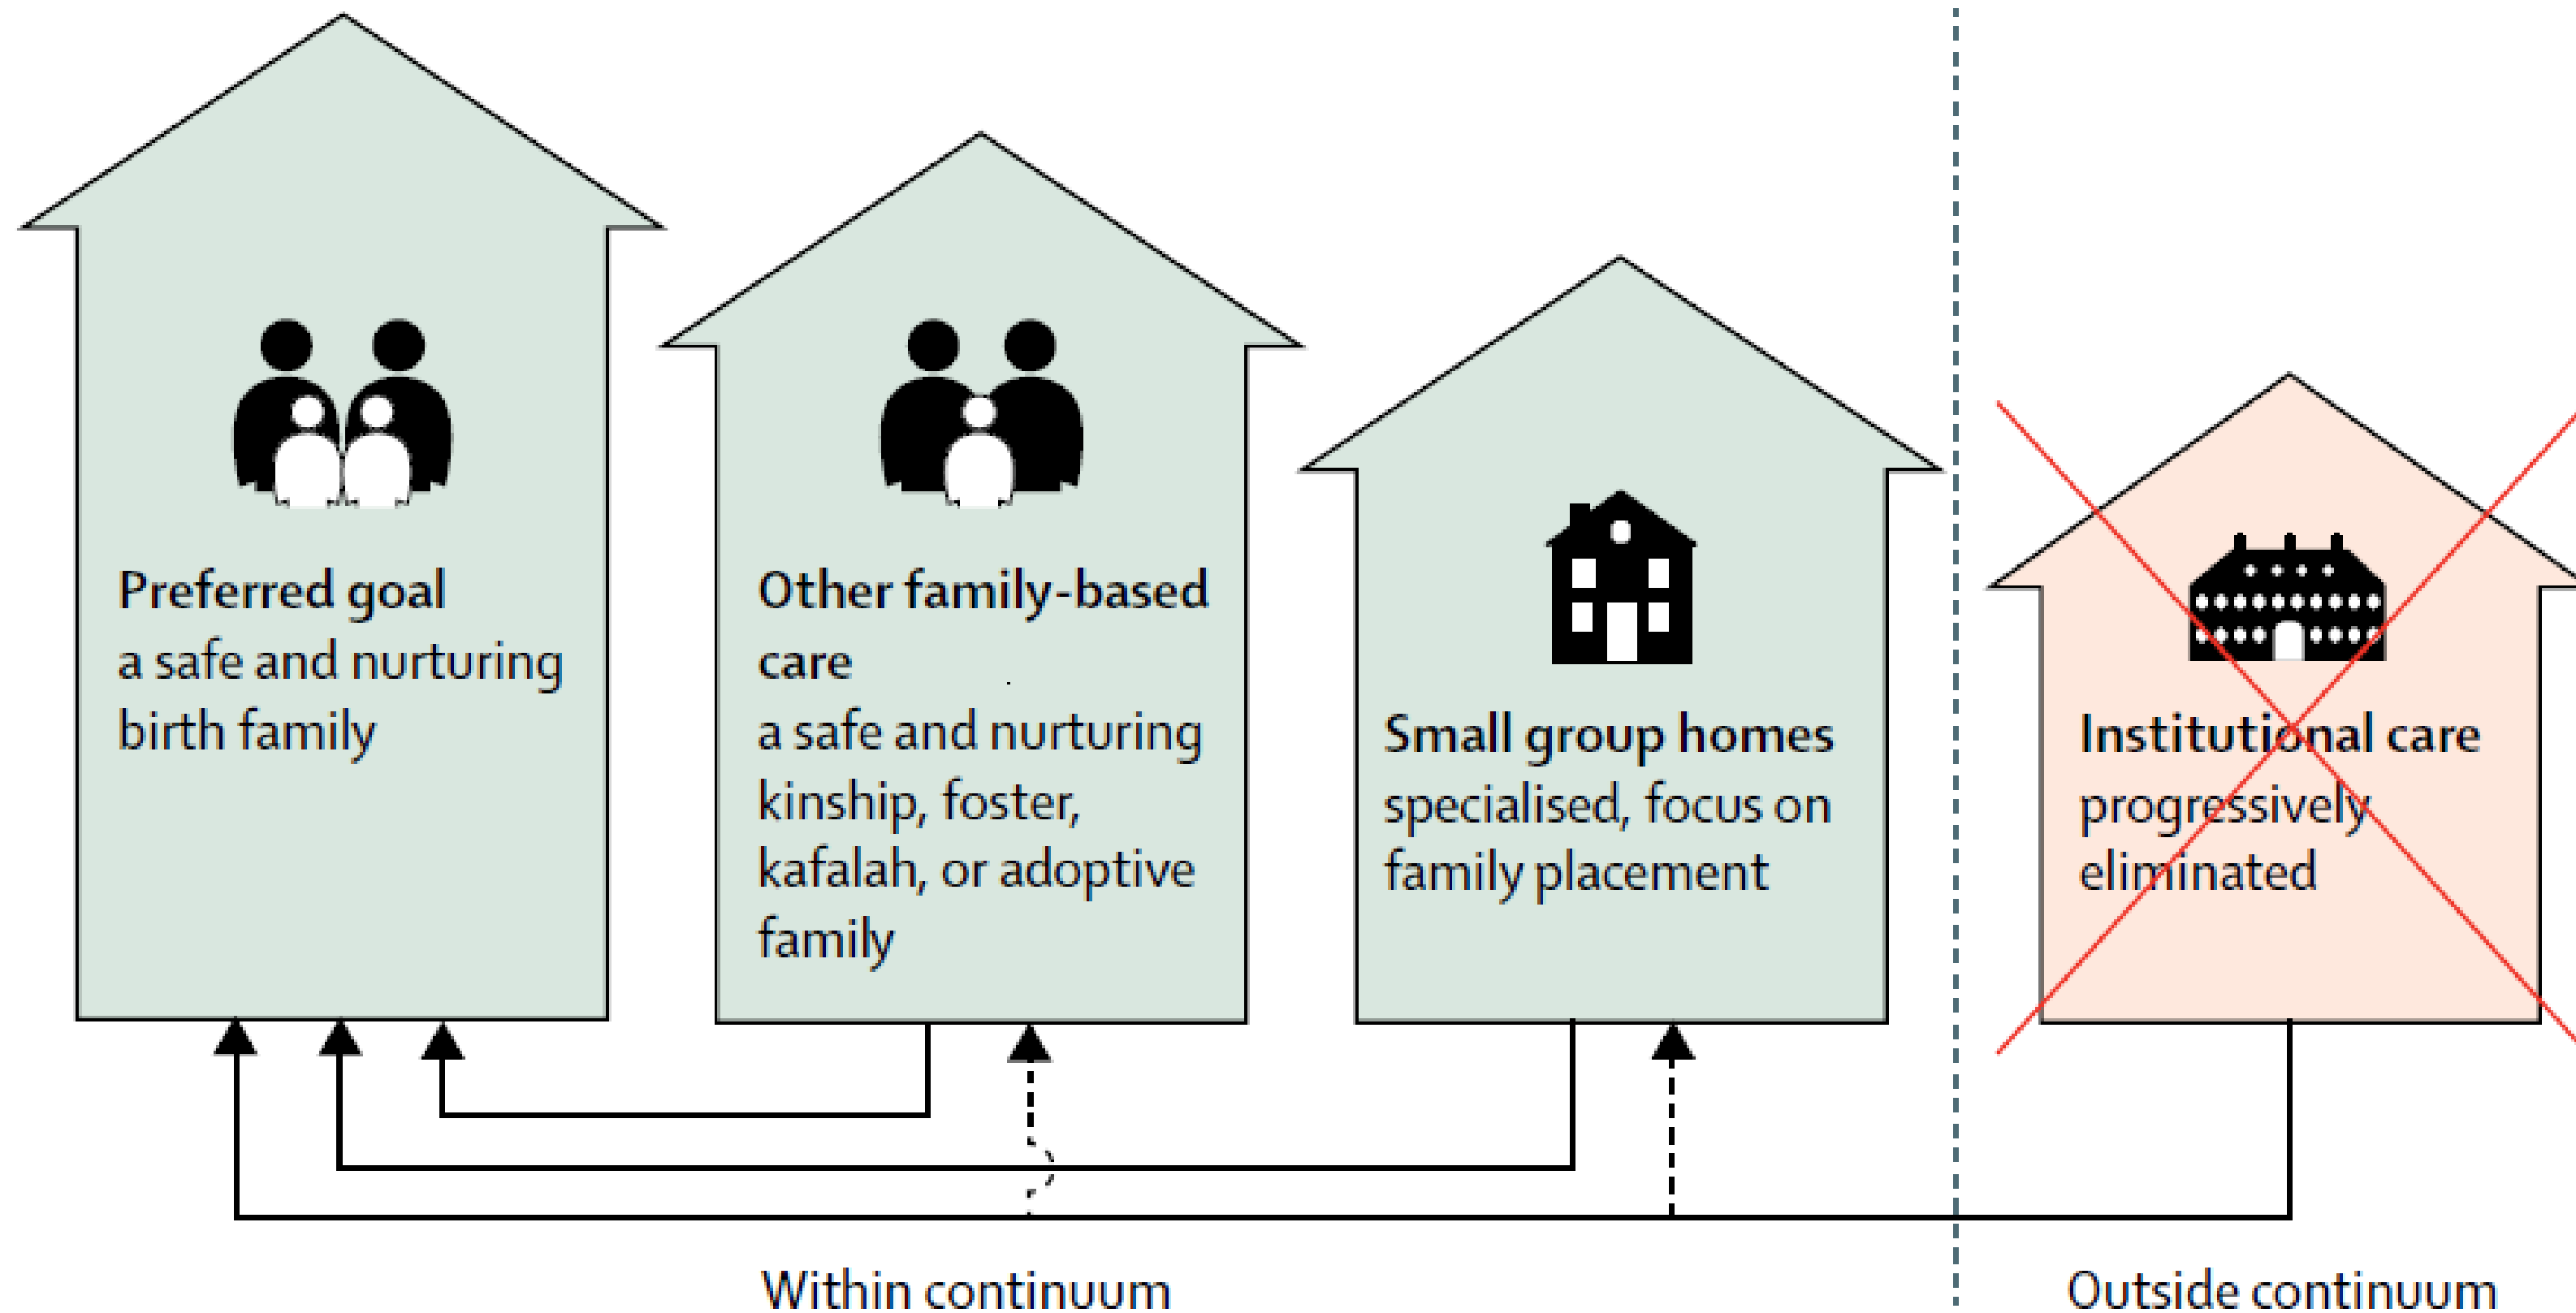 Preferred goal
a safe and nurturing
birth family
Other family-based
care
a safe and nurturing
kinship, foster,
kafalah, or adoptive
family
Small group homes
specialised, focus on
family placement
Institutional care
progressively
eliminated
Within continuum
Outside continuum